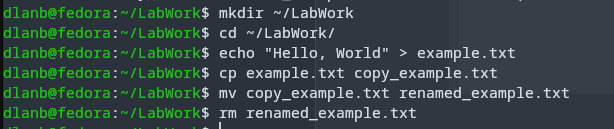 dlanb@fedora:~/LabWork$ mkdir ~/LabWork
dlanb@fedora:~/LabWork$ cd ~/LabWork/
dlanb@fedora:~/LabWork$ echo "Hello, World" > example.txt
dlanb@fedora:~/LabWork$ cp example.txt copy_example.txt
dlanb@fedora:~/LabWork$ mv copy_example.txt renamed_example.txt
dlanb@fedora:~/LabWork$ rm renamed_example.txt
dlanb@fedora:~/LabWork$